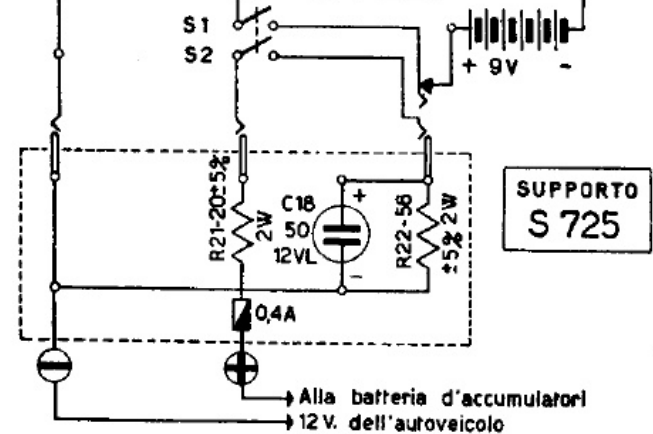 S1
S2
+ 9V -
R21-20±5%
2W
C18
50
12VL
+
-
R22-56
±5% 2W
0,4A
SUPPORTO
S 725
Alla batteria d'accumulatori
12 V. dell'autoveicolo